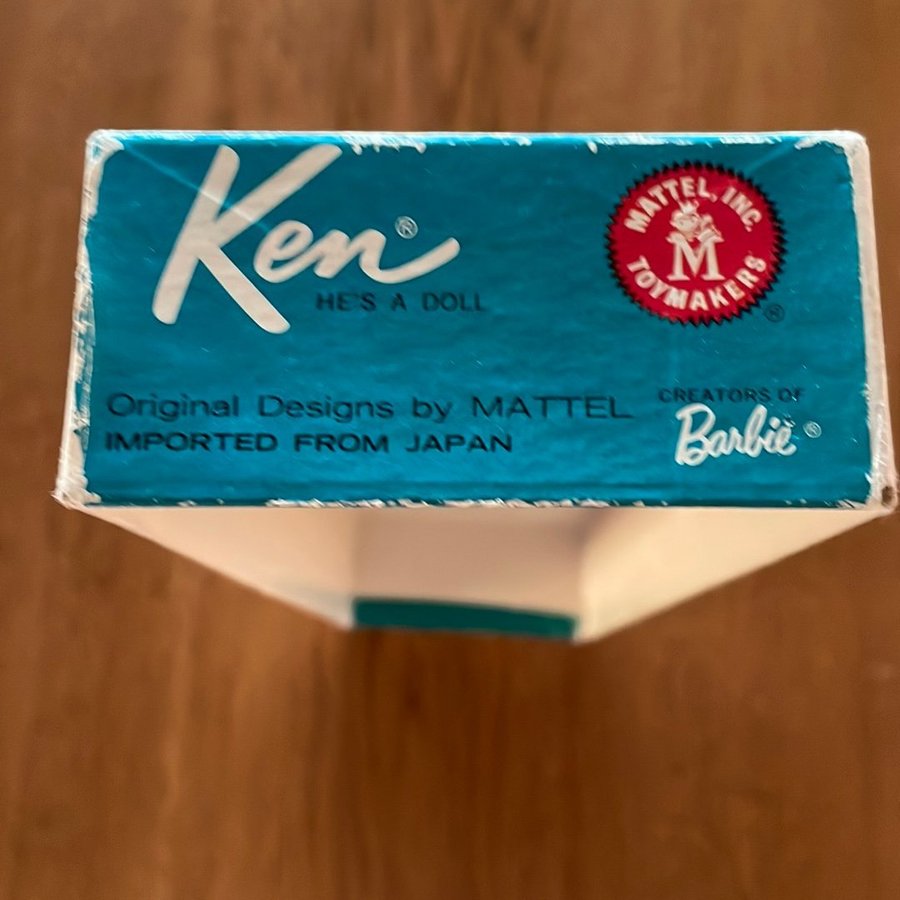 Ken®
HE'S A DOLL
MATTEL, INC.
M
TOYMAKERS
®
Original Designs by MATTEL
IMPORTED FROM JAPAN
CREATORS OF
Barbie®